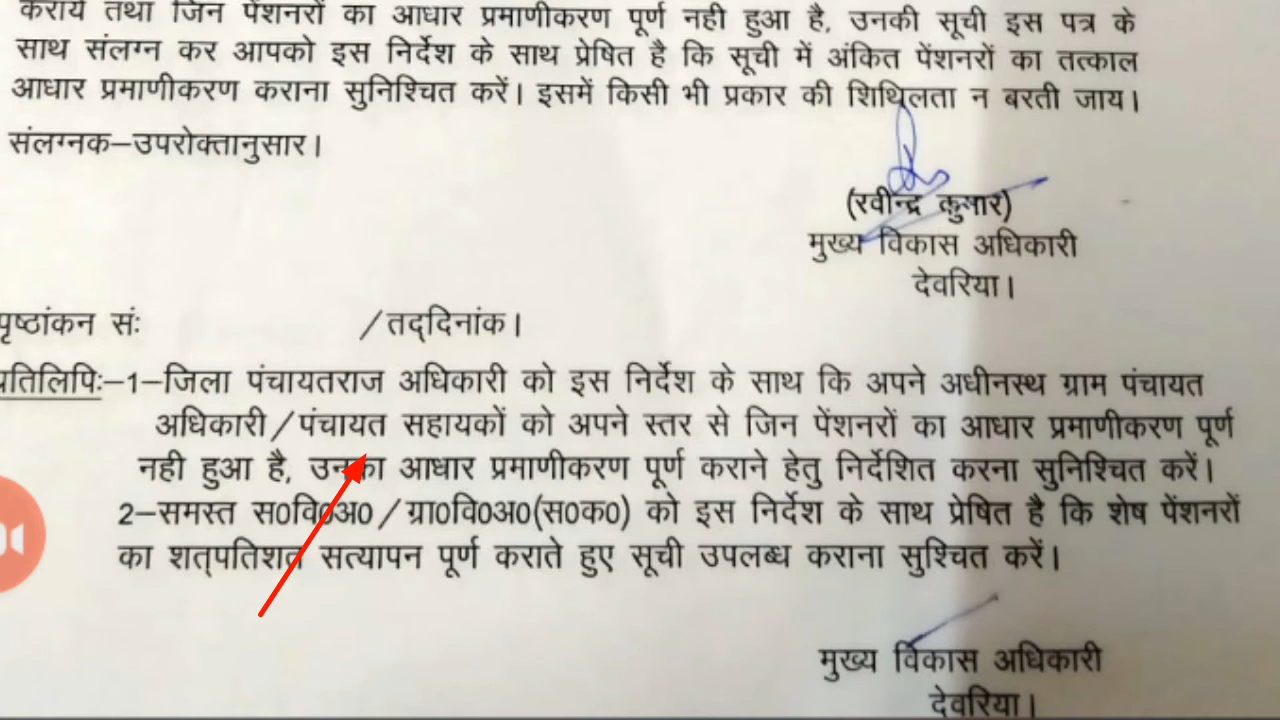 करायें तथा जिन पेंशनरों का आधार प्रमाणीकरण पूर्ण नही हुआ है, उनकी सूची इस पत्र के
साथ संलग्न कर आपको इस निर्देश के साथ प्रेषित है कि सूची में अंकित पेंशनरों का तत्काल
आधार प्रमाणीकरण कराना सुनिश्चित करें। इसमें किसी भी प्रकार की शिथिलता न बरती जाय।
संलग्नक–उपरोक्तानुसार।
(रवीन्द्र कुमार)
मुख्य विकास अधिकारी
देवरिया।
पृष्ठांकन संः /तद्दिनांक।
प्रतिलिपिः–1–जिला पंचायतराज अधिकारी को इस निर्देश के साथ कि अपने अधीनस्थ ग्राम पंचायत
अधिकारी/पंचायत सहायकों को अपने स्तर से जिन पेंशनरों का आधार प्रमाणीकरण पूर्ण
नही हुआ है, उनका आधार प्रमाणीकरण पूर्ण कराने हेतु निर्देशित करना सुनिश्चित करें।
2–समस्त स0वि0अ0/ग्रा0वि0अ0(स0क0) को इस निर्देश के साथ प्रेषित है कि शेष पेंशनरों
का शत्पतिशत सत्यापन पूर्ण कराते हुए सूची उपलब्ध कराना सुश्चित करें।
मुख्य विकास अधिकारी
देवरिया।